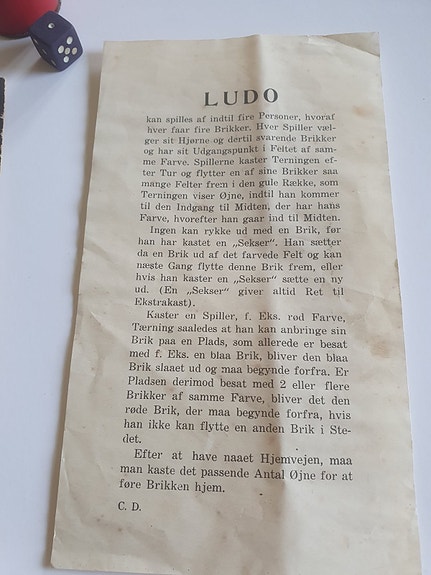 LUDO
kan spilles af indtil fire Personer, hvoraf
hver faar fire Brikker. Hver Spiller væl-
ger sit Hjørne og dertil svarende Brikker
og har sit Udgangspunkt i Feltet af sam-
me Farve. Spillerne kaster Terningen ef-
ter Tur og flytter en af sine Brikker saa
mange Felter frem i den gule Række, som
Terningen viser Øjne, indtil han kommer
til den Indgang til Midten, der har hans
Farve, hvorefter han gaar ind til Midten.
Ingen kan rykke ud med en Brik, før
han har kastet en „Sekser". Han sætter
da en Brik ud af det farvede Felt og kan
næste Gang flytte denne Brik frem, eller
hvis han kaster en „Sekser" sætte en ny
ud. (En „Sekser" giver altid Ret til
Ekstrakast).
Kaster en Spiller, f. Eks. rød Farve,
Tærning saaledes at han kan anbringe sin
Brik paa en Plads, som allerede er besat
med f. Eks. en blaa Brik, bliver den blaa
Brik slaaet ud og maa begynde forfra. Er
Pladsen derimod besat med 2 eller flere
Brikker af samme Farve, bliver det den
røde Brik, der maa begynde forfra, hvis
han ikke kan flytte en anden Brik i Ste-
det.
Efter at have naaet Hjemvejen, maa
man kaste det passende Antal Øjne for at
føre Brikken hjem.
C. D.